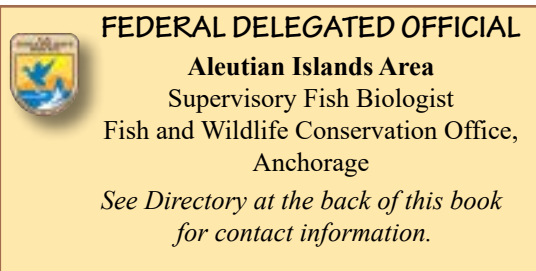 FEDERAL DELEGATED OFFICIAL
Aleutian Islands Area
Supervisory Fish Biologist
Fish and Wildlife Conservation Office,
Anchorage
See Directory at the back of this book
for contact information.